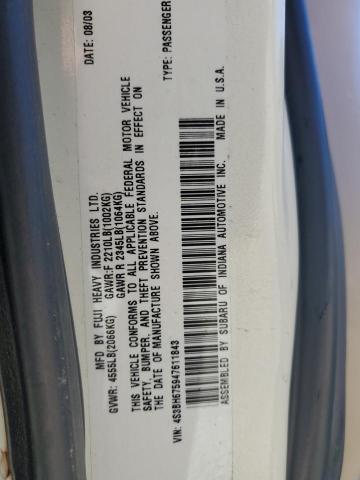 MFD BY FUJI HEAVY INDUSTRIES LTD. DATE: 08/03
GVWR: 4555LB(2066KG) GAWR:F 2210LB(1002KG)
GAWR R 2345LB(1064KG)
THIS VEHICLE CONFORMS TO ALL APPLICABLE FEDERAL MOTOR VEHICLE
SAFETY, BUMPER, AND THEFT PREVENTION STANDARDS IN EFFECT ON
THE DATE OF MANUFACTURE SHOWN ABOVE.
VIN: 4S3BH675947611843 TYPE: PASSENGER
ASSEMBLED BY SUBARU OF INDIANA AUTOMOTIVE INC. MADE IN U.S.A.